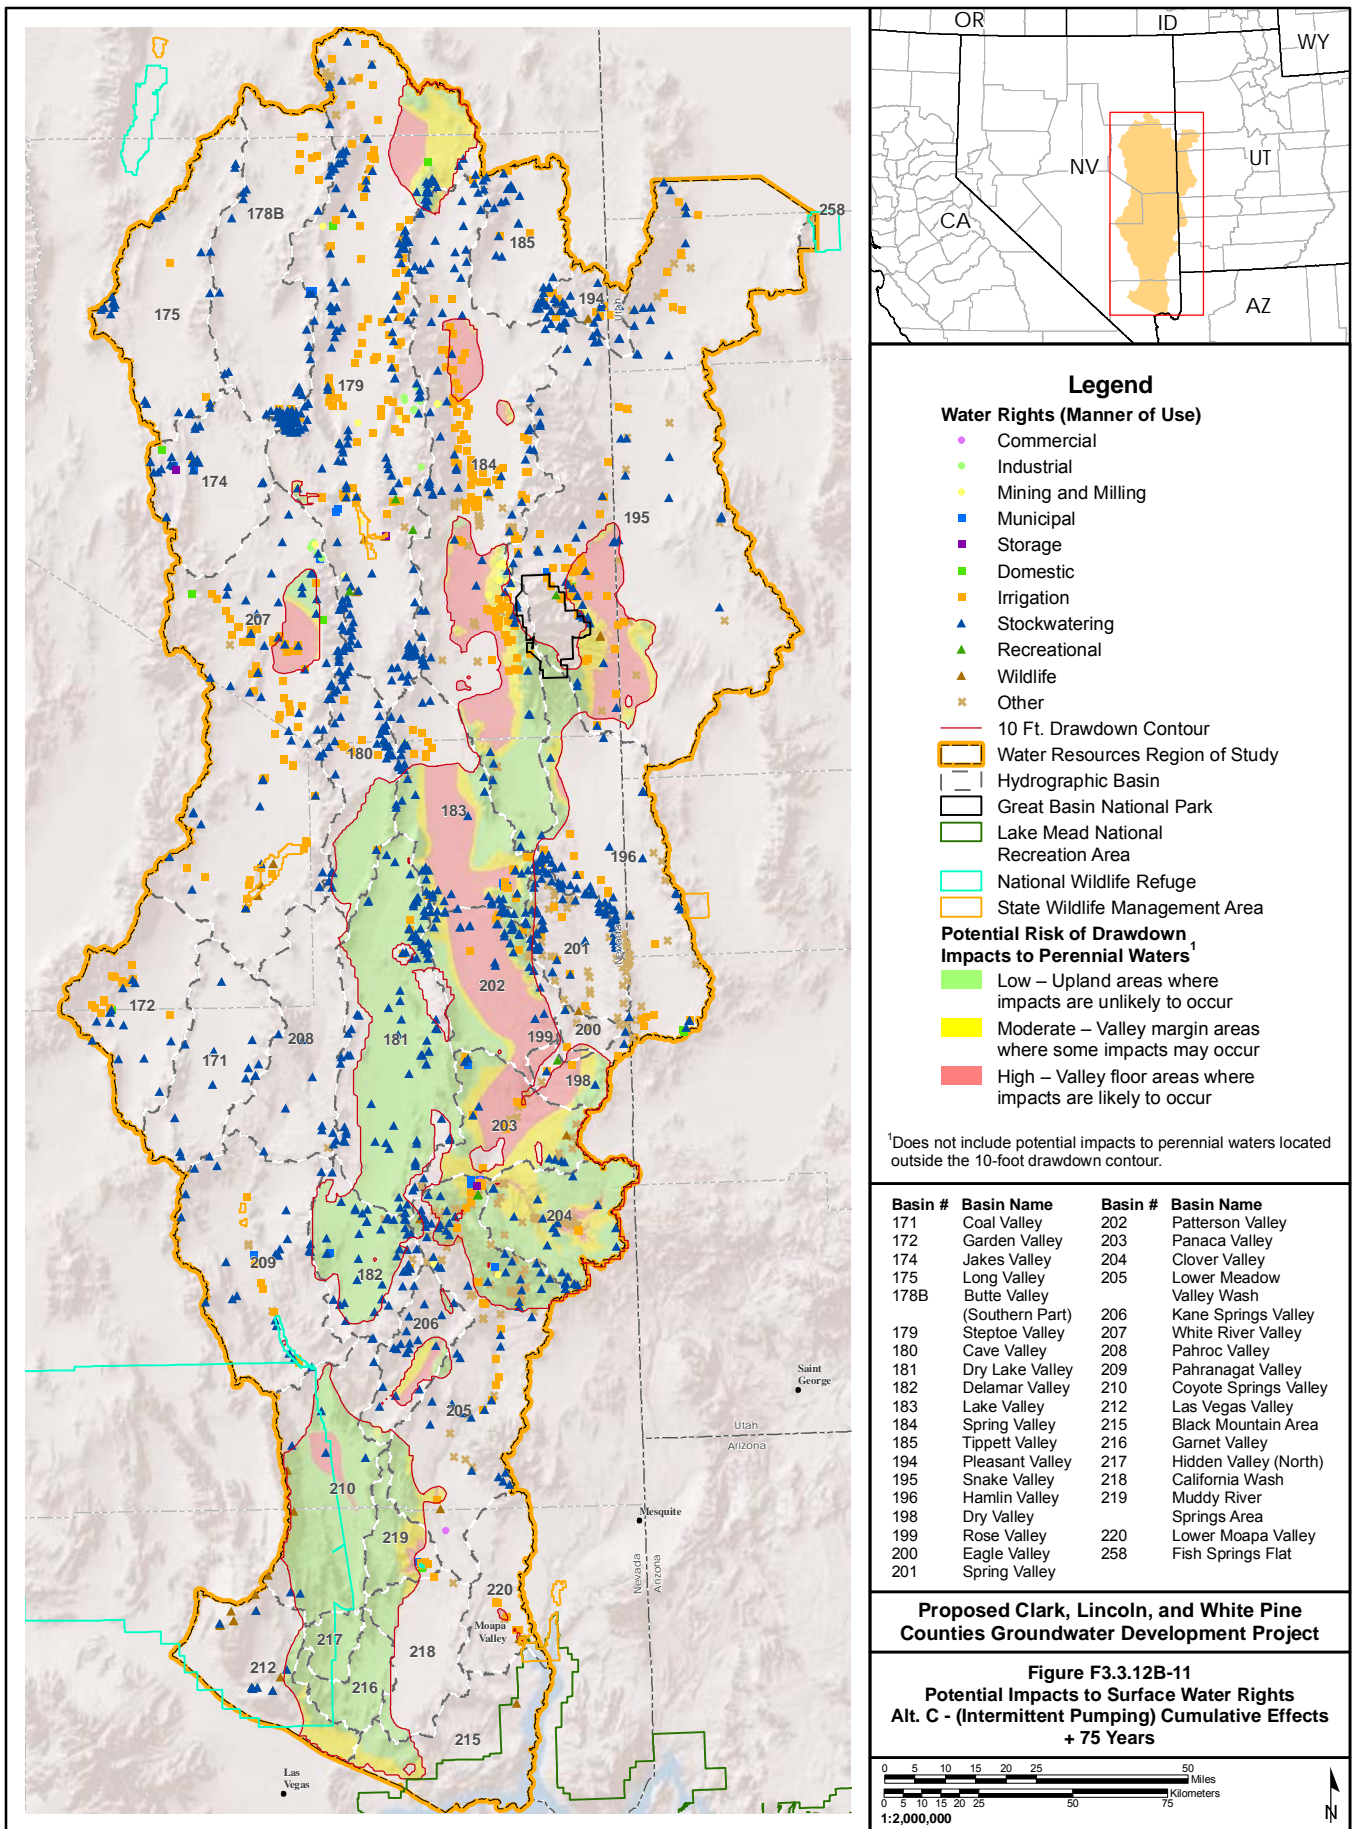 OR
ID
WY
NV
UT
CA
AZ
178B
185
258
175
194
Utah
179
174
184
195
207
180
183
196
201
Nevada
202
172
208
181
199
200
171
198
203
204
209
182
206
Saint
George
205
Utah
Arizona
210
Mesquite
219
Nevada
Arizona
220
Moapa
Valley
217
218
212
216
215
Las
Vegas
Legend
Water Rights (Manner of Use)
Commercial
Industrial
Mining and Milling
Municipal
Storage
Domestic
Irrigation
Stockwatering
Recreational
Wildlife
Other
10 Ft. Drawdown Contour
Water Resources Region of Study
Hydrographic Basin
Great Basin National Park
Lake Mead National
Recreation Area
National Wildlife Refuge
State Wildlife Management Area
Potential Risk of Drawdown
Impacts to Perennial Waters1
Low – Upland areas where
impacts are unlikely to occur
Moderate – Valley margin areas
where some impacts may occur
High – Valley floor areas where
impacts are likely to occur
1Does not include potential impacts to perennial waters located
outside the 10-foot drawdown contour.
Basin # Basin Name Basin # Basin Name
171 Coal Valley 202 Patterson Valley
172 Garden Valley 203 Panaca Valley
174 Jakes Valley 204 Clover Valley
175 Long Valley 205 Lower Meadow
178B Butte Valley Valley Wash
(Southern Part) 206 Kane Springs Valley
179 Steptoe Valley 207 White River Valley
180 Cave Valley 208 Pahroc Valley
181 Dry Lake Valley 209 Pahranagat Valley
182 Delamar Valley 210 Coyote Springs Valley
183 Lake Valley 212 Las Vegas Valley
184 Spring Valley 215 Black Mountain Area
185 Tippett Valley 216 Garnet Valley
194 Pleasant Valley 217 Hidden Valley (North)
195 Snake Valley 218 California Wash
196 Hamlin Valley 219 Muddy River
198 Dry Valley Springs Area
199 Rose Valley 220 Lower Moapa Valley
200 Eagle Valley 258 Fish Springs Flat
201 Spring Valley
Proposed Clark, Lincoln, and White Pine
Counties Groundwater Development Project
Figure F3.3.12B-11
Potential Impacts to Surface Water Rights
Alt. C - (Intermittent Pumping) Cumulative Effects
+ 75 Years
0 5 10 15 20 25 50
Miles
Kilometers
0 5 10 15 20 25 50 75
1:2,000,000
N